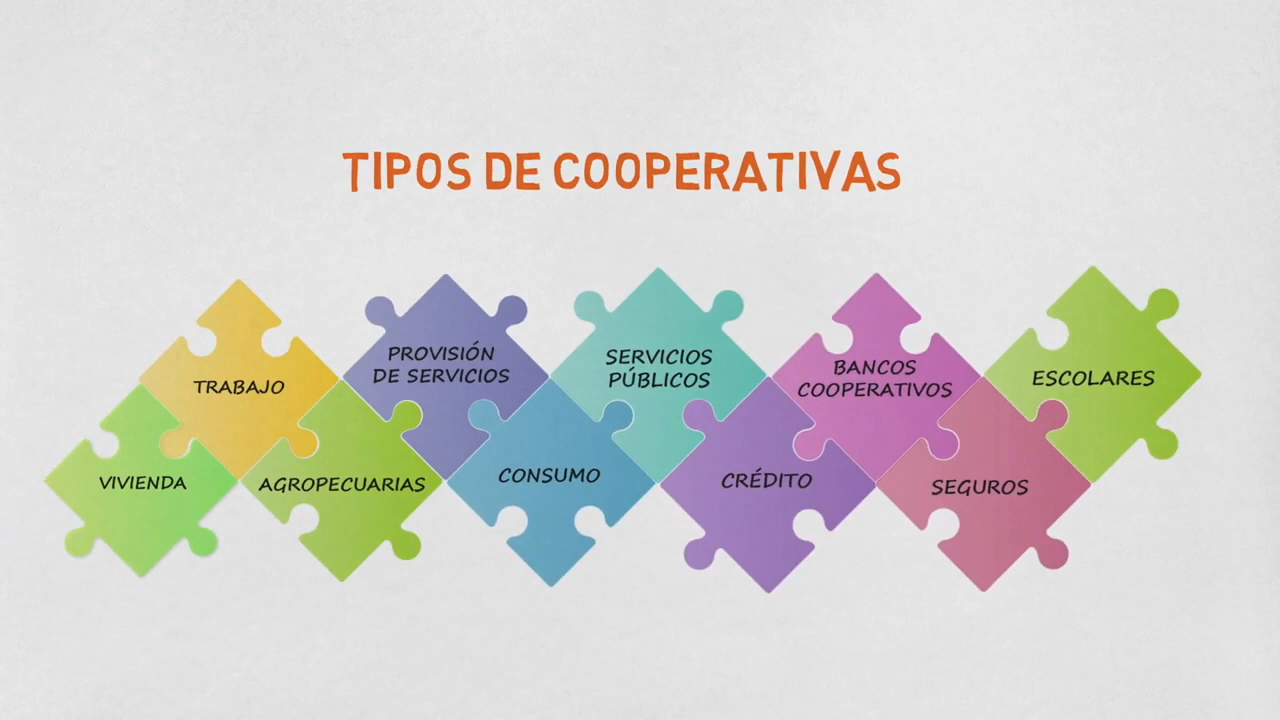 TIPOS DE COOPERATIVAS
VIVIENDA
TRABAJO
AGROPECUARIAS
PROVISIÓN
DE SERVICIOS
CONSUMO
SERVICIOS
PÚBLICOS
CRÉDITO
BANCOS
COOPERATIVOS
SEGUROS
ESCOLARES